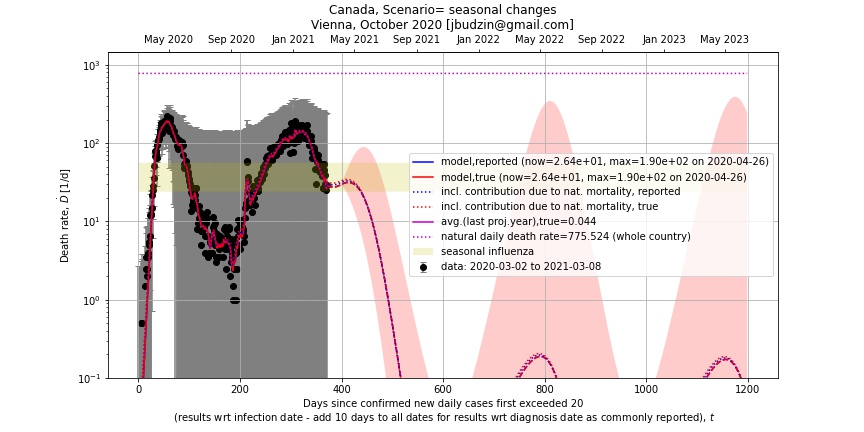 Canada, Scenario= seasonal changes
Vienna, October 2020 [jbudzin@gmail.com]
May 2020 Sep 2020 Jan 2021 May 2021 Sep 2021 Jan 2022 May 2022 Sep 2022 Jan 2023 May 2023
10³
10²
10¹
10⁰
10⁻¹
Death rate, Ḋ [1/d]
model,reported (now=2.64e+01, max=1.90e+02 on 2020-04-26)
model,true (now=2.64e+01, max=1.90e+02 on 2020-04-26)
incl. contribution due to nat. mortality, reported
incl. contribution due to nat. mortality, true
avg.(last proj.year),true=0.044
natural daily death rate=775.524 (whole country)
seasonal influenza
data: 2020-03-02 to 2021-03-08
0 200 400 600 800 1000 1200
Days since confirmed new daily cases first exceeded 20
(results wrt infection date - add 10 days to all dates for results wrt diagnosis date as commonly reported), t